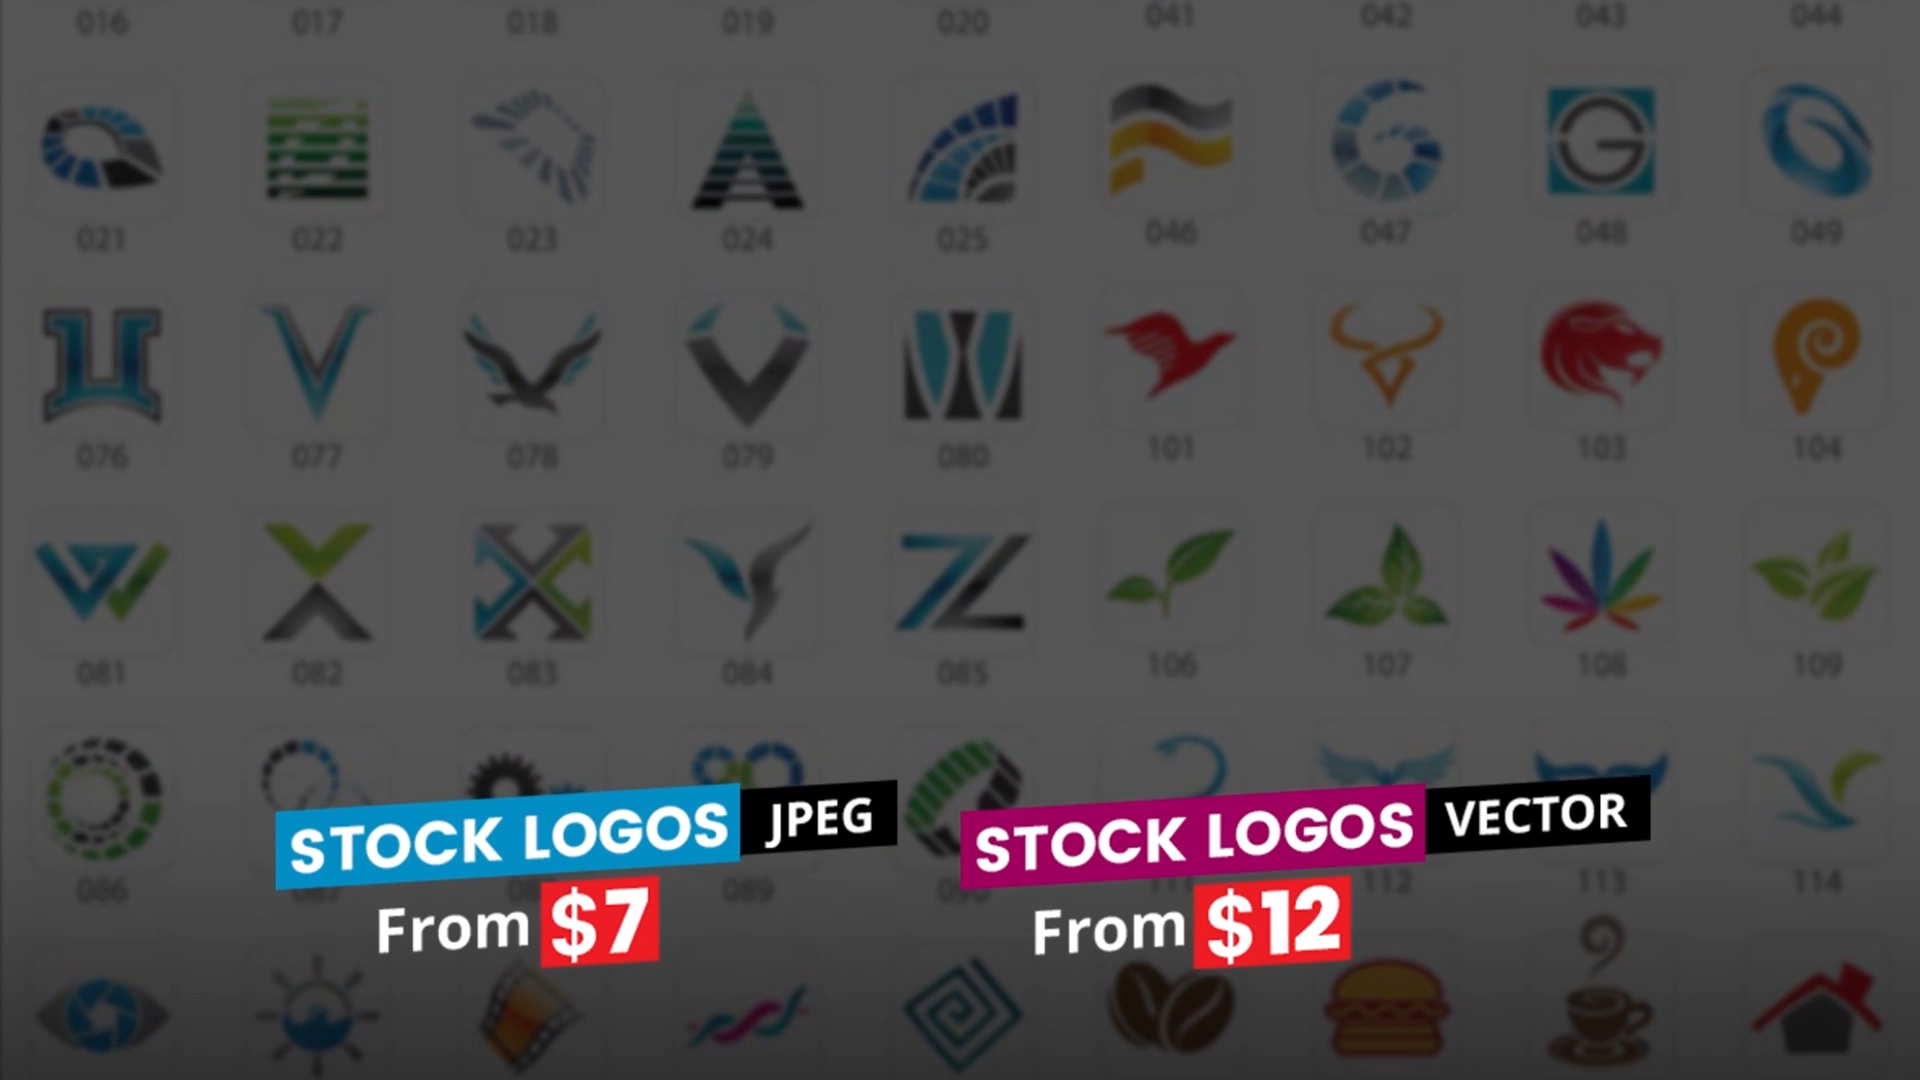 016 017 018 019 020 041 042 043 044
021 022 023 024 025 046 047 048 049
076 077 078 079 080 101 102 103 104
081 082 083 084 085 106 107 108 109
STOCK LOGOS JPEG
From $7
STOCK LOGOS VECTOR
From $12
086 089 112 113 114